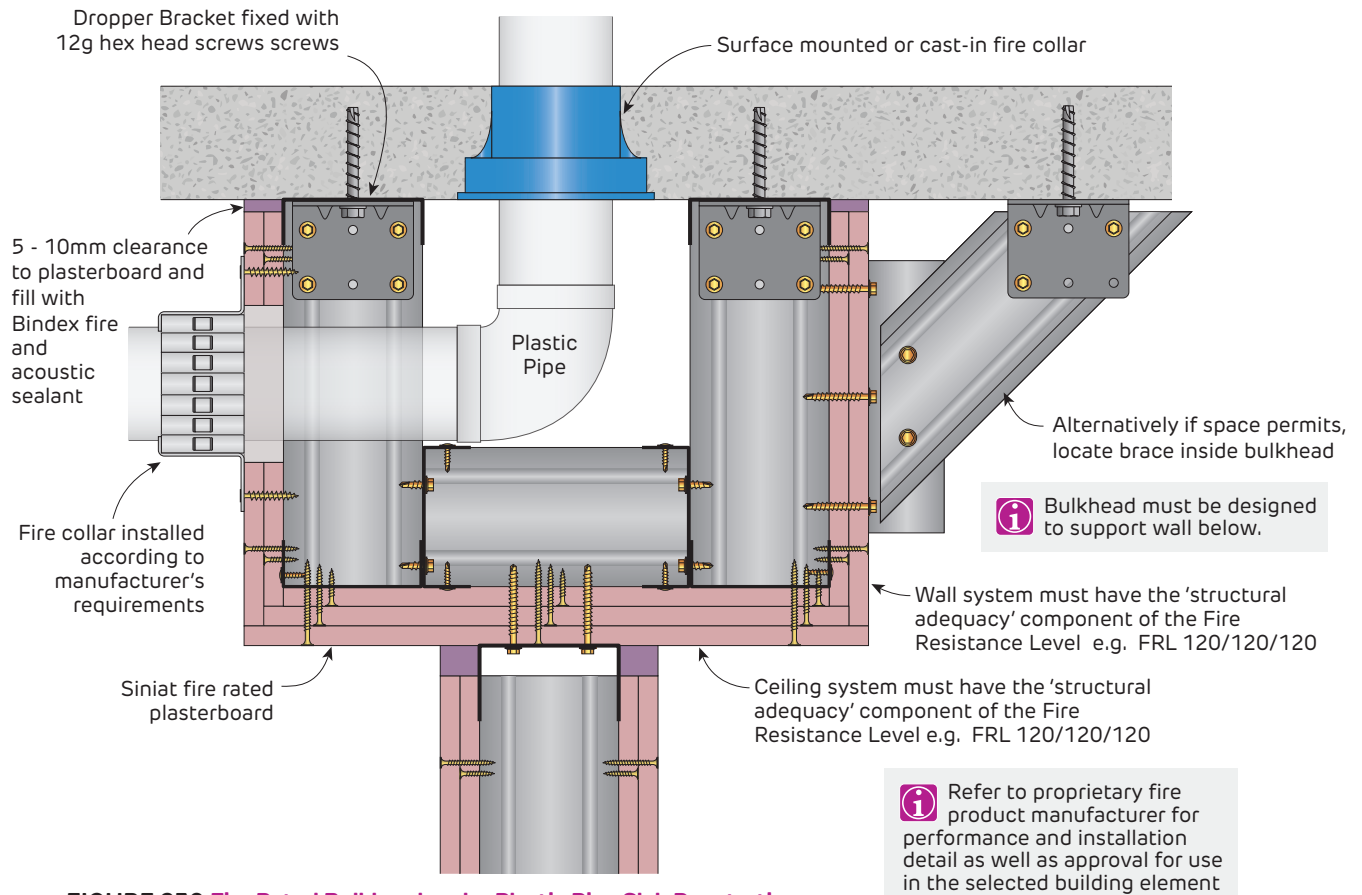 Dropper Bracket fixed with
12g hex head screws screws
Surface mounted or cast-in fire collar
5 - 10mm clearance
to plasterboard and
fill with
Bindex fire
and
acoustic
sealant
Plastic
Pipe
Alternatively if space permits,
locate brace inside bulkhead
Bulkhead must be designed
to support wall below.
Fire collar installed
according to
manufacturer's
requirements
Wall system must have the 'structural
adequacy' component of the Fire
Resistance Level e.g. FRL 120/120/120
Siniat fire rated
plasterboard
Ceiling system must have the 'structural
adequacy' component of the Fire
Resistance Level e.g. FRL 120/120/120
Refer to proprietary fire
product manufacturer for
performance and installation
detail as well as approval for use
in the selected building element